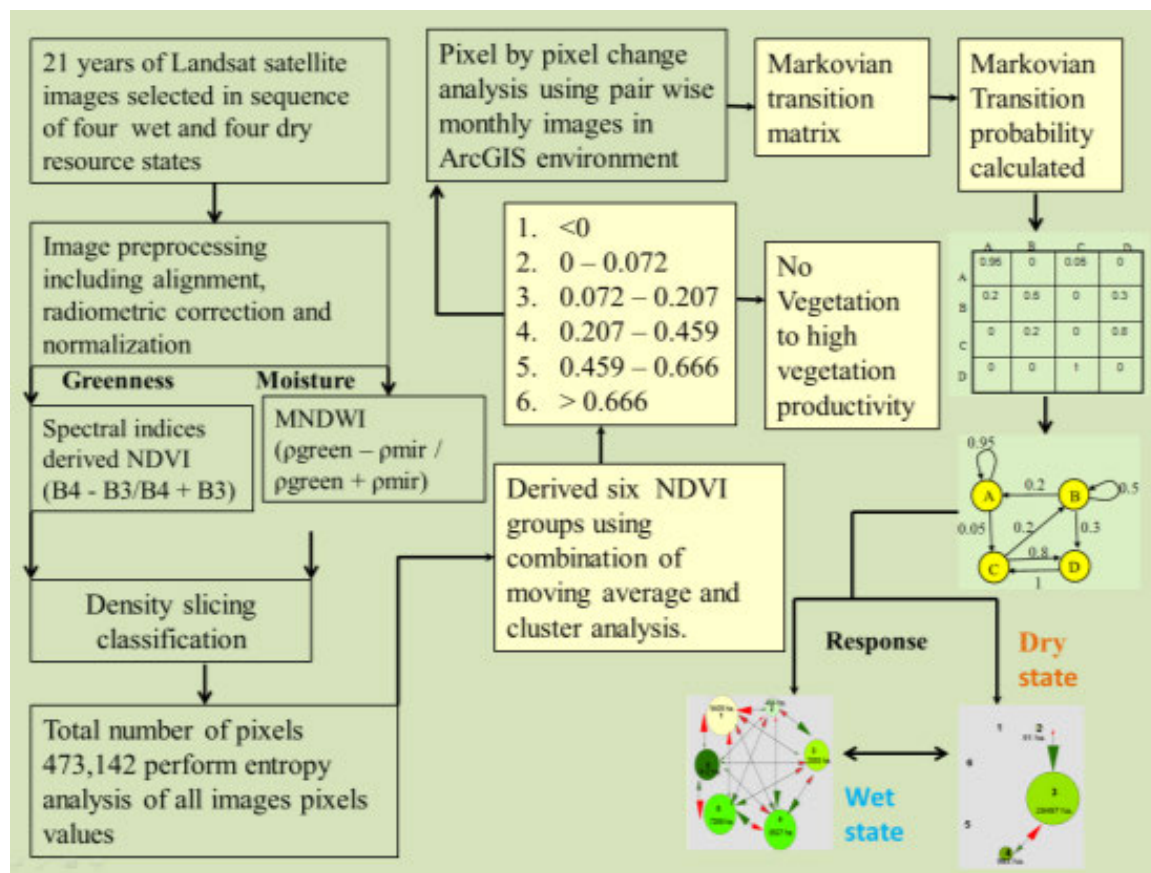 21 years of Landsat satellite
images selected in sequence
of four wet and four dry
resource states
Image preprocessing
including alignment,
radiometric correction and
normalization
Greenness
Moisture
Spectral indices
derived NDVI
(B4 - B3/B4 + B3)
MNDWI
(ρgreen – ρmir /
ρgreen + ρmir)
Density slicing
classification
Total number of pixels
473,142 perform entropy
analysis of all images pixels
values
Derived six NDVI
groups using
combination of
moving average and
cluster analysis.
1. <0
2. 0 – 0.072
3. 0.072 – 0.207
4. 0.207 – 0.459
5. 0.459 – 0.666
6. > 0.666
No
Vegetation
to high
vegetation
productivity
Pixel by pixel change
analysis using pair wise
monthly images in
ArcGIS environment
Markovian
transition
matrix
Markovian
Transition
probability
calculated
A B C D
A 0.95 0 0.05 0
B 0.2 0.5 0 0.3
C 0 0.2 0 0.8
D 0 0 1 0
0.95
A 0.2 B 0.5
0.05 0.2 0.3
C 0.8 D
1
Response
Dry
state
Wet
state
1 2
6
3
5